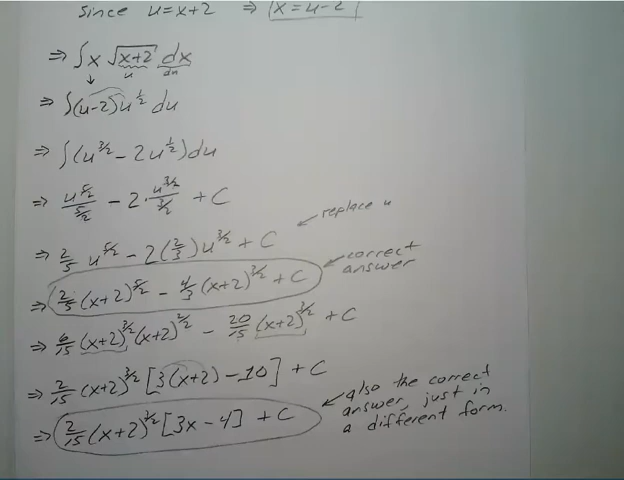 Since u=x+2 ⇒ x=u-2
⇒ ∫x √(x+2) dx
u du
⇒ ∫(u-2)u^(1/2) du
⇒ ∫(u^(3/2) - 2u^(1/2))du
⇒ u^(5/2)/(5/2) - 2·u^(3/2)/(3/2) + C
replace u
⇒ 2/5 u^(5/2) - 2(2/3)u^(3/2) + C
correct
answer
⇒ 2/5 (x+2)^(5/2) - 4/3 (x+2)^(3/2) + C
⇒ 6/15 (x+2)^(3/2) (x+2)^(2/2) - 20/15 (x+2)^(3/2) + C
⇒ 2/15 (x+2)^(3/2) [3(x+2) - 10] + C
also the correct
answer, just in
a different form.
⇒ 2/15 (x+2)^(3/2) [3x - 4] + C